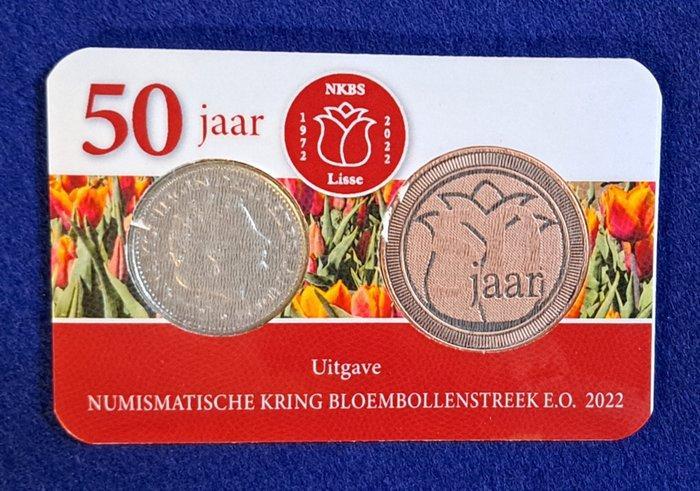 50 jaar
NKBS
1972
2022
Lisse
jaar
Uitgave
NUMISMATISCHE KRING BLOEMBOLLENSTREEK E.O. 2022